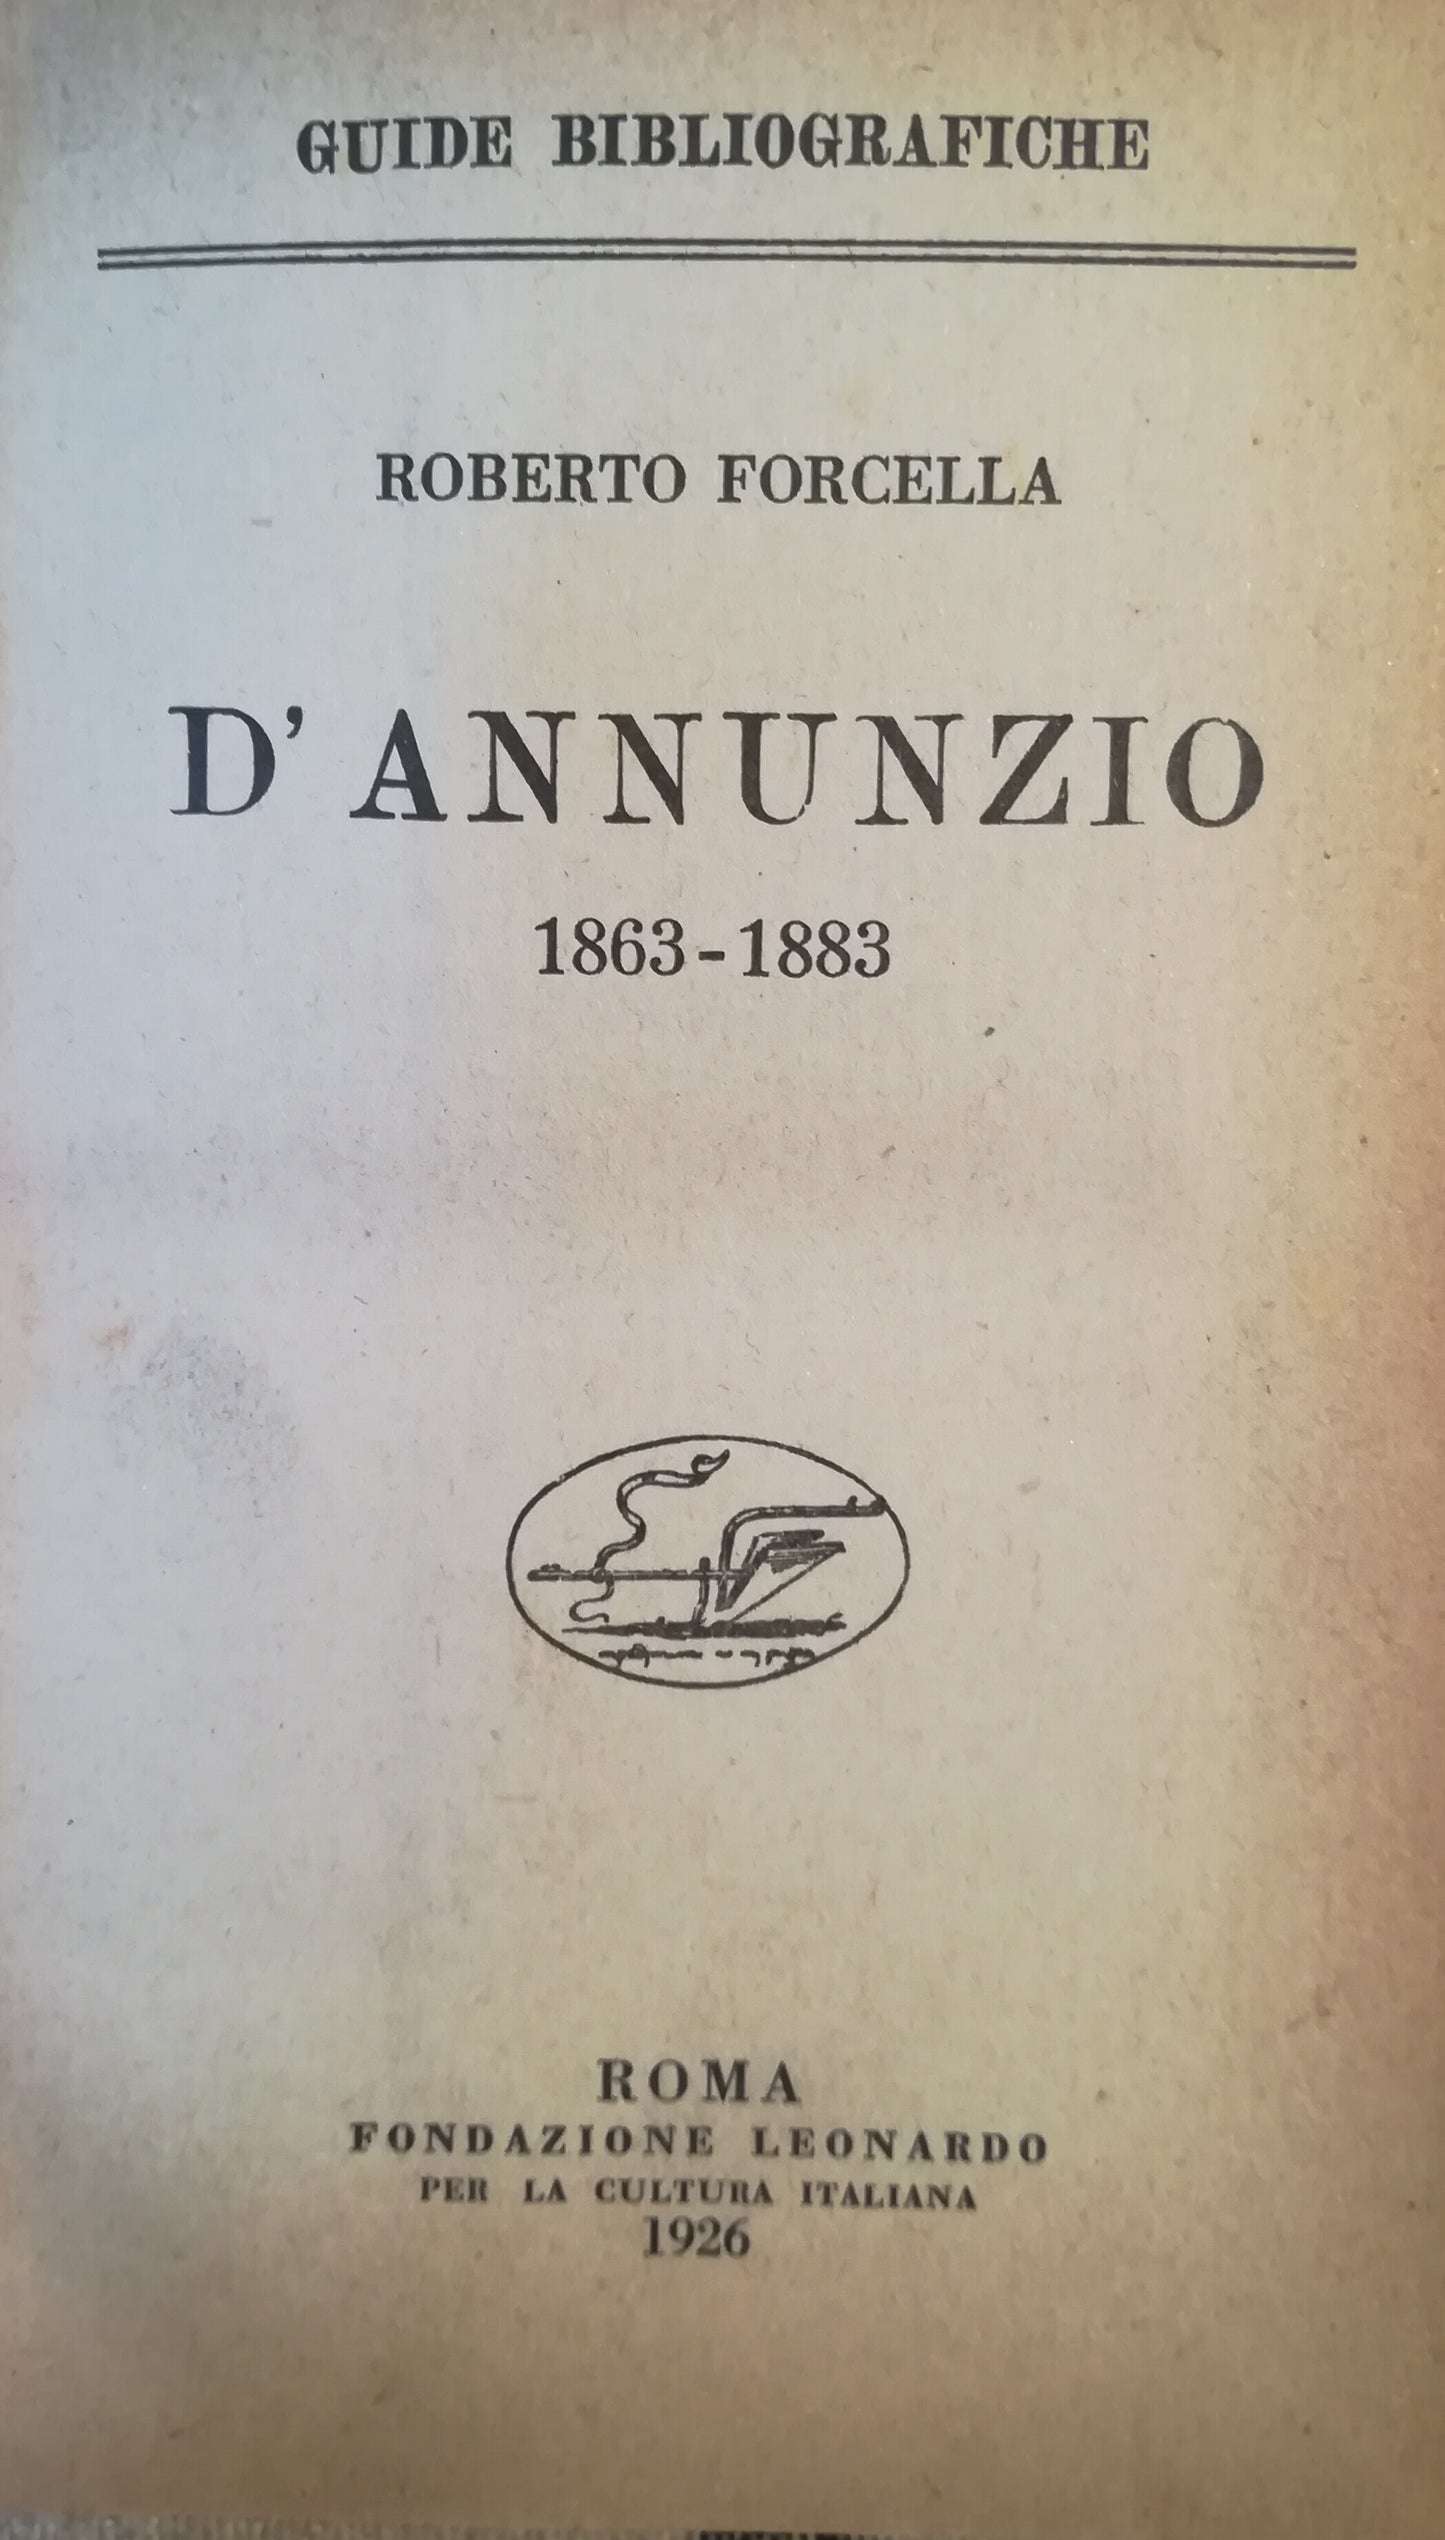 GUIDE BIBLIOGRAFICHE
ROBERTO FORCELLA
D' ANNUNZIO
1863-1883
ROMA
FONDAZIONE LEONARDO
PER LA CULTURA ITALIANA
1926